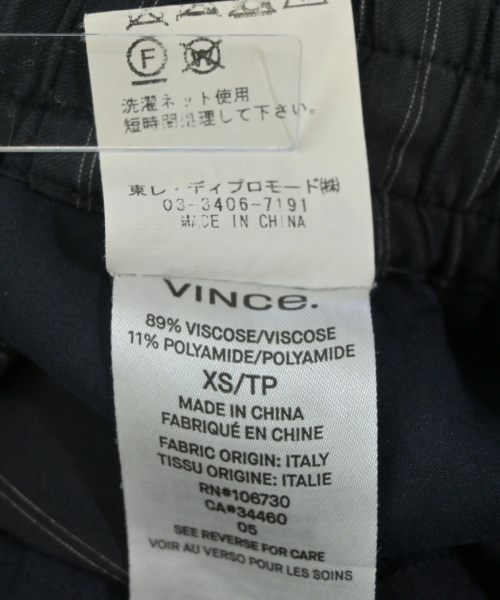 F
W
洗濯ネット使用
短時間処理して下さい。
東レ・ディプロモード㈱
03-3406-7191
MADE IN CHINA
VINCE.
89% VISCOSE/VISCOSE
11% POLYAMIDE/POLYAMIDE
XS/TP
MADE IN CHINA
FABRIQUÉ EN CHINE
FABRIC ORIGIN: ITALY
TISSU ORIGINE: ITALIE
RN#106730
CA#34460
05
SEE REVERSE FOR CARE
VOIR AU VERSO POUR LES SOINS